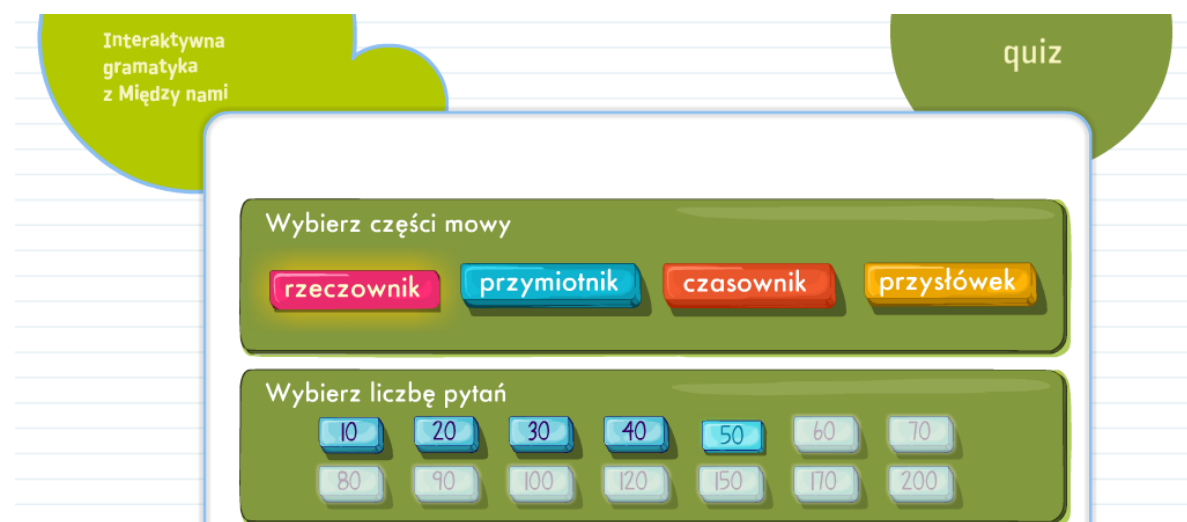 Interaktywna
gramatyka
z Między nami
quiz
Wybierz części mowy
rzeczownik przymiotnik czasownik przysłówek
Wybierz liczbę pytań
10 20 30 40 50 60 70
80 90 100 120 150 170 200